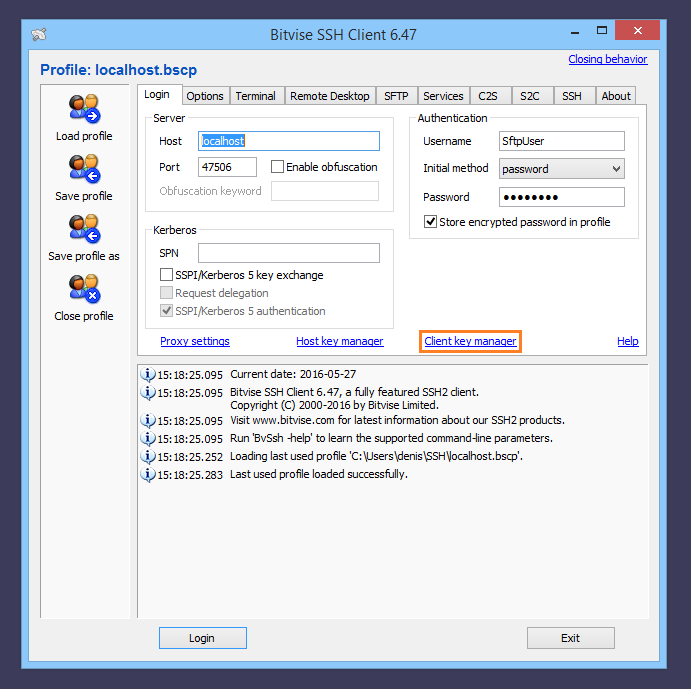 Bitvise SSH Client 6.47
Closing behavior
Profile: localhost.bscp
Load profile
Save profile
Save profile as
Close profile
Login Options Terminal Remote Desktop SFTP Services C2S S2C SSH About
Server
Host localhost
Port 47506 Enable obfuscation
Obfuscation keyword
Kerberos
SPN
SSPI/Kerberos 5 key exchange
Request delegation
SSPI/Kerberos 5 authentication
Authentication
Username SftpUser
Initial method password
Password ●●●●●●●●
Store encrypted password in profile
Proxy settings Host key manager Client key manager Help
15:18:25.095 Current date: 2016-05-27
15:18:25.095 Bitvise SSH Client 6.47, a fully featured SSH2 client.
Copyright (C) 2000-2016 by Bitvise Limited.
15:18:25.095 Visit www.bitvise.com for latest information about our SSH2 products.
15:18:25.095 Run 'BvSsh -help' to learn the supported command-line parameters.
15:18:25.252 Loading last used profile 'C:\Users\denis\SSH\localhost.bscp'.
15:18:25.283 Last used profile loaded successfully.
Login Exit